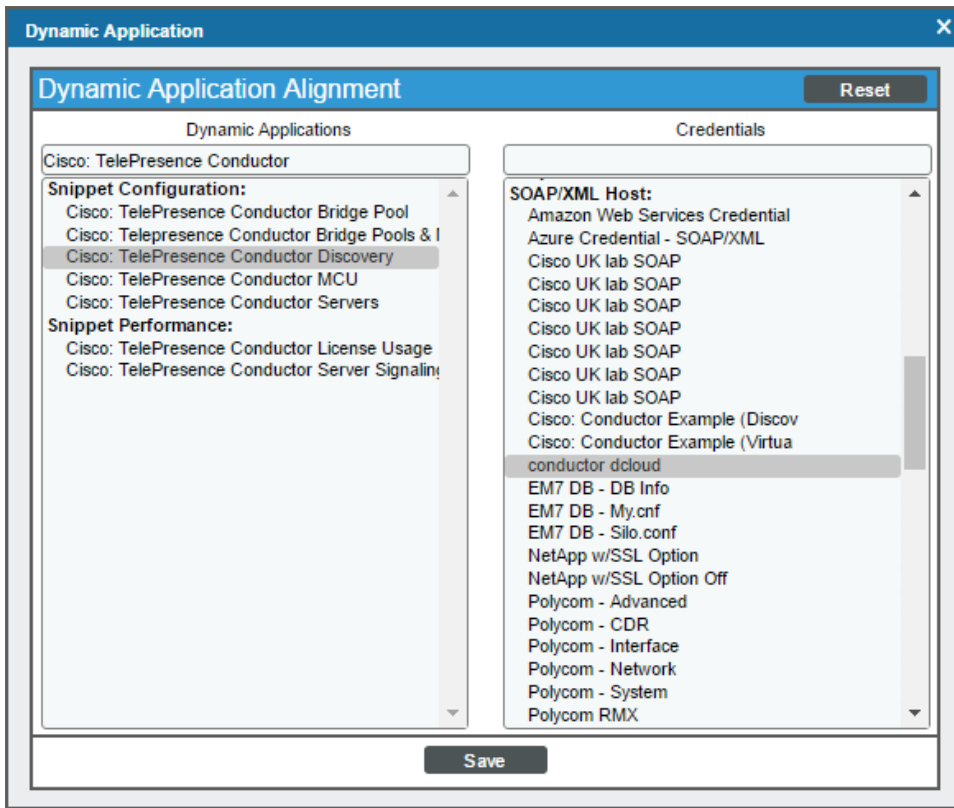 Dynamic Application
Dynamic Application Alignment
Reset
Dynamic Applications
Cisco: TelePresence Conductor
Snippet Configuration:
Cisco: TelePresence Conductor Bridge Pool
Cisco: Telepresence Conductor Bridge Pools &
Cisco: TelePresence Conductor Discovery
Cisco: TelePresence Conductor MCU
Cisco: TelePresence Conductor Servers
Snippet Performance:
Cisco: TelePresence Conductor License Usage
Cisco: TelePresence Conductor Server Signaling
Credentials
SOAP/XML Host:
Amazon Web Services Credential
Azure Credential - SOAP/XML
Cisco UK lab SOAP
Cisco UK lab SOAP
Cisco UK lab SOAP
Cisco UK lab SOAP
Cisco UK lab SOAP
Cisco UK lab SOAP
Cisco UK lab SOAP
Cisco: Conductor Example (Discov
Cisco: Conductor Example (Virtua
conductor dcloud
EM7 DB - DB Info
EM7 DB - My.cnf
EM7 DB - Silo.conf
NetApp w/SSL Option
NetApp w/SSL Option Off
Polycom - Advanced
Polycom - CDR
Polycom - Interface
Polycom - Network
Polycom - System
Polycom RMX
Save